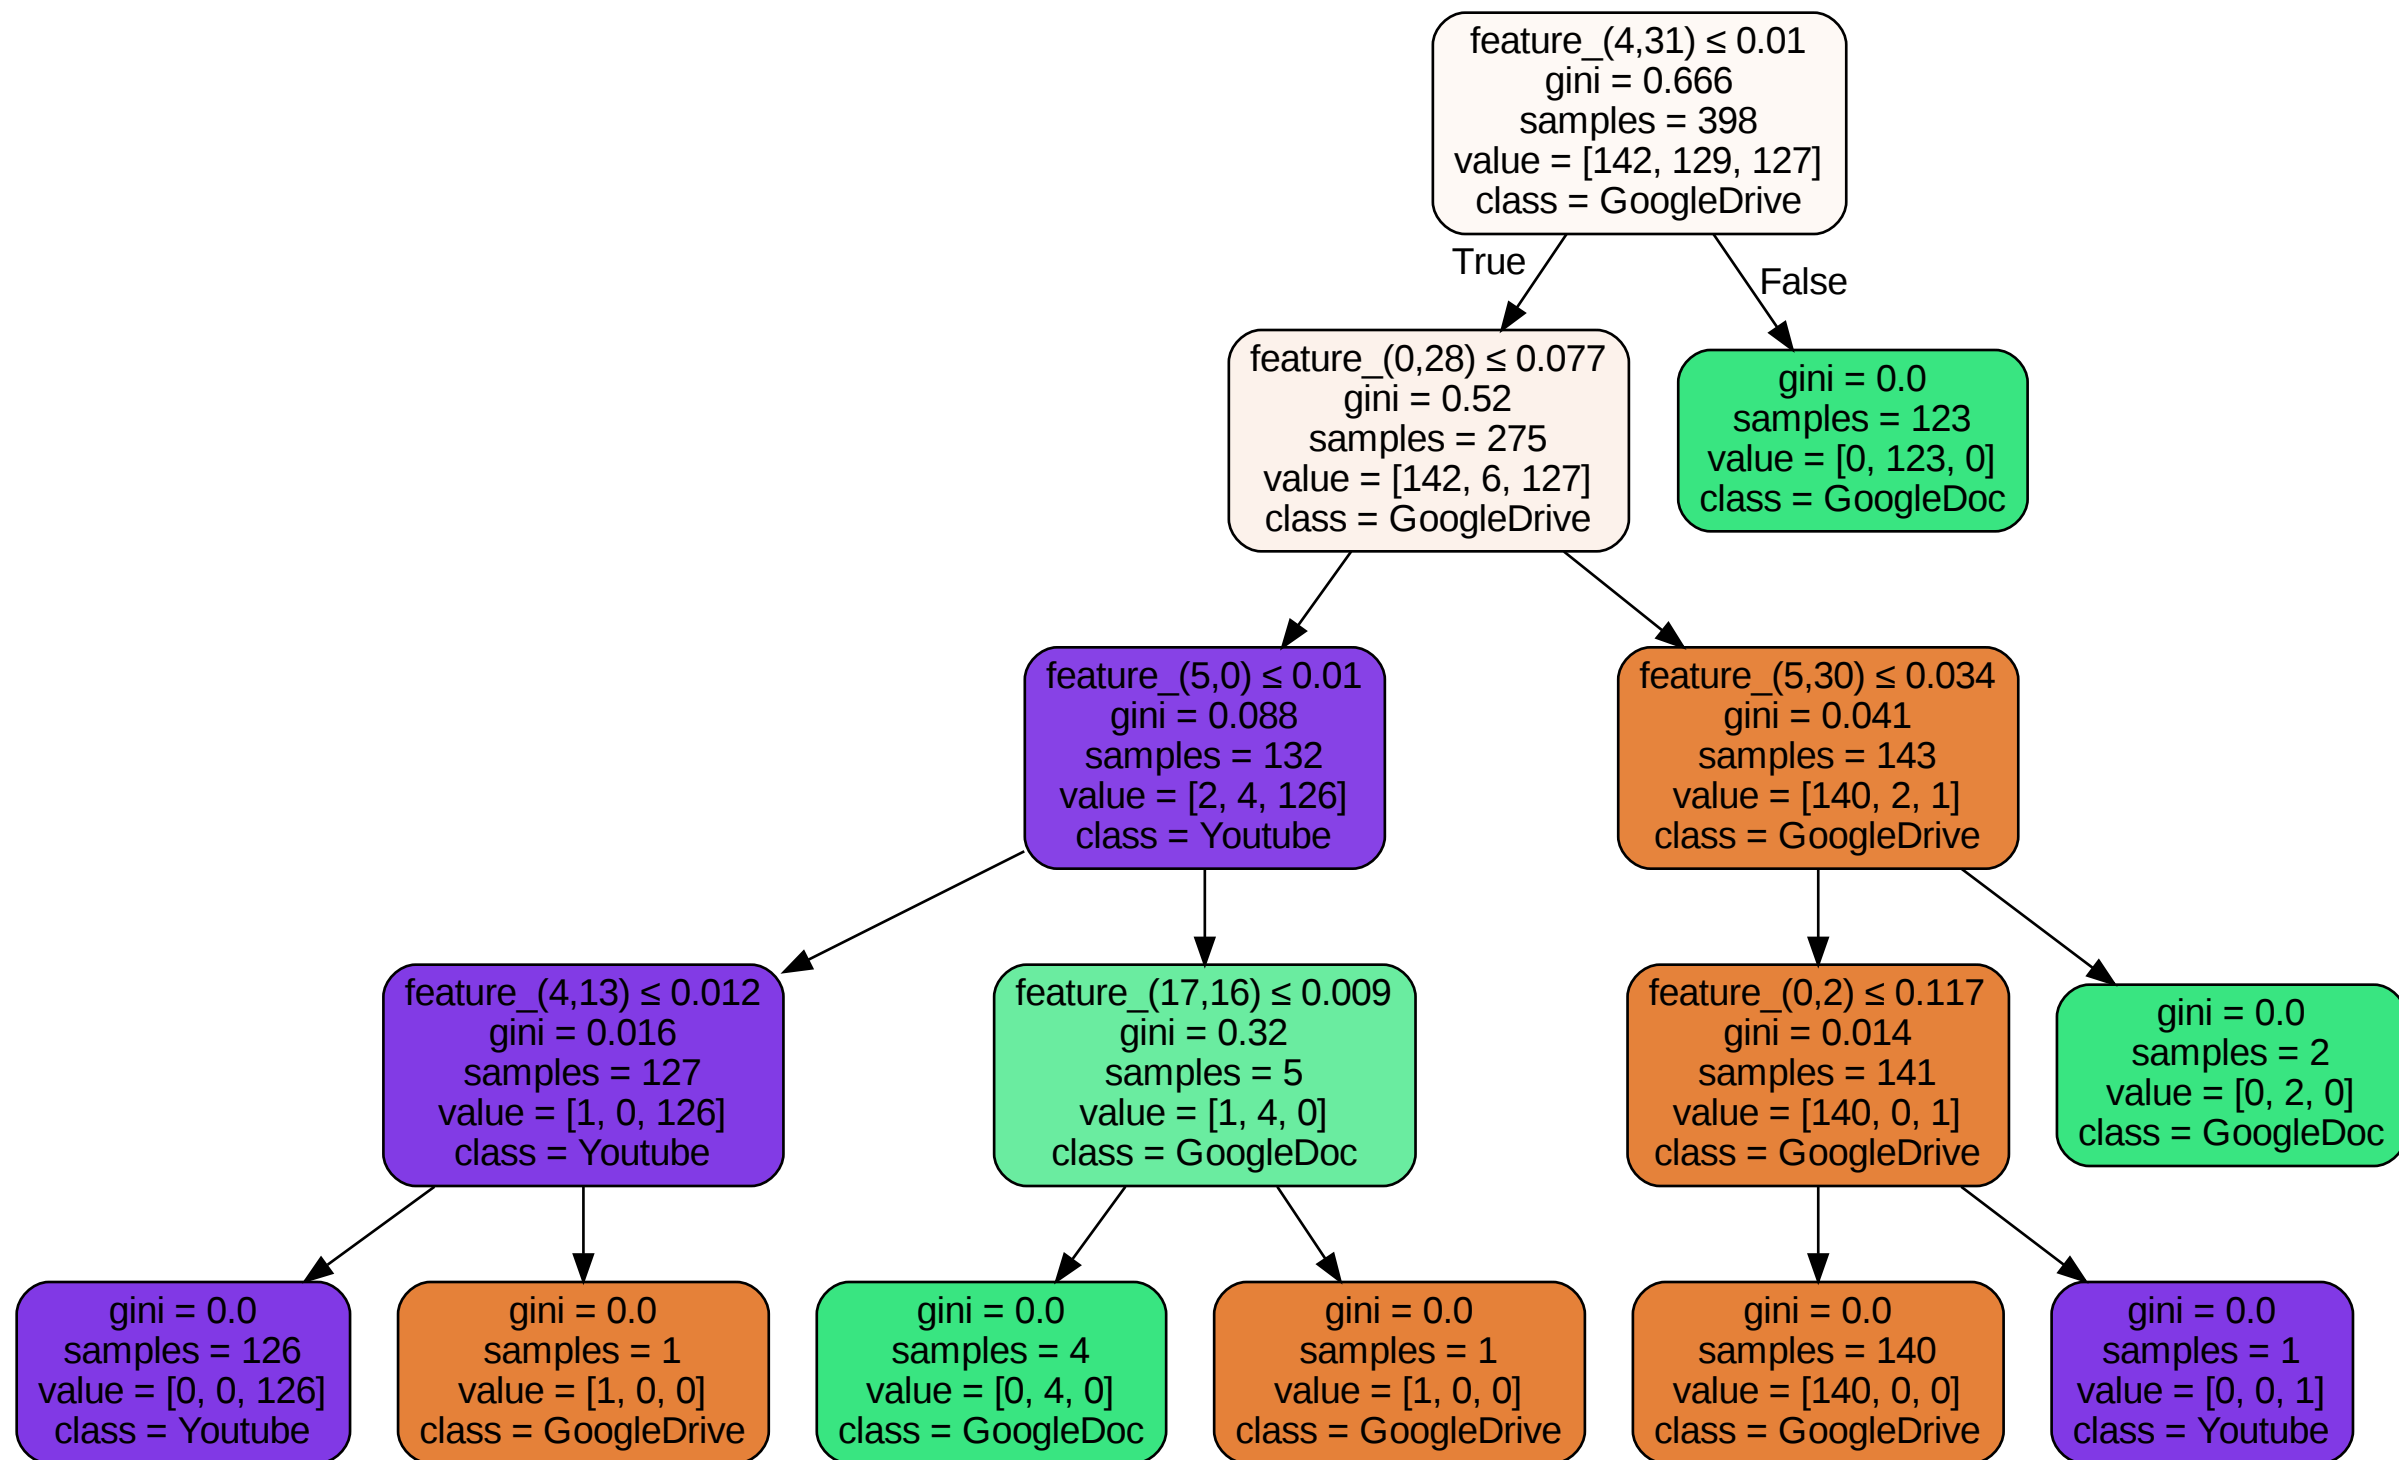 feature_(4,31) ≤ 0.01
gini = 0.666
samples = 398
value = [142, 129, 127]
class = GoogleDrive
True
False
feature_(0,28) ≤ 0.077
gini = 0.52
samples = 275
value = [142, 6, 127]
class = GoogleDrive
gini = 0.0
samples = 123
value = [0, 123, 0]
class = GoogleDoc
feature_(5,0) ≤ 0.01
gini = 0.088
samples = 132
value = [2, 4, 126]
class = Youtube
feature_(5,30) ≤ 0.034
gini = 0.041
samples = 143
value = [140, 2, 1]
class = GoogleDrive
feature_(4,13) ≤ 0.012
gini = 0.016
samples = 127
value = [1, 0, 126]
class = Youtube
feature_(17,16) ≤ 0.009
gini = 0.32
samples = 5
value = [1, 4, 0]
class = GoogleDoc
feature_(0,2) ≤ 0.117
gini = 0.014
samples = 141
value = [140, 0, 1]
class = GoogleDrive
gini = 0.0
samples = 2
value = [0, 2, 0]
class = GoogleDoc
gini = 0.0
samples = 126
value = [0, 0, 126]
class = Youtube
gini = 0.0
samples = 1
value = [1, 0, 0]
class = GoogleDrive
gini = 0.0
samples = 4
value = [0, 4, 0]
class = GoogleDoc
gini = 0.0
samples = 1
value = [1, 0, 0]
class = GoogleDrive
gini = 0.0
samples = 140
value = [140, 0, 0]
class = GoogleDrive
gini = 0.0
samples = 1
value = [0, 0, 1]
class = Youtube